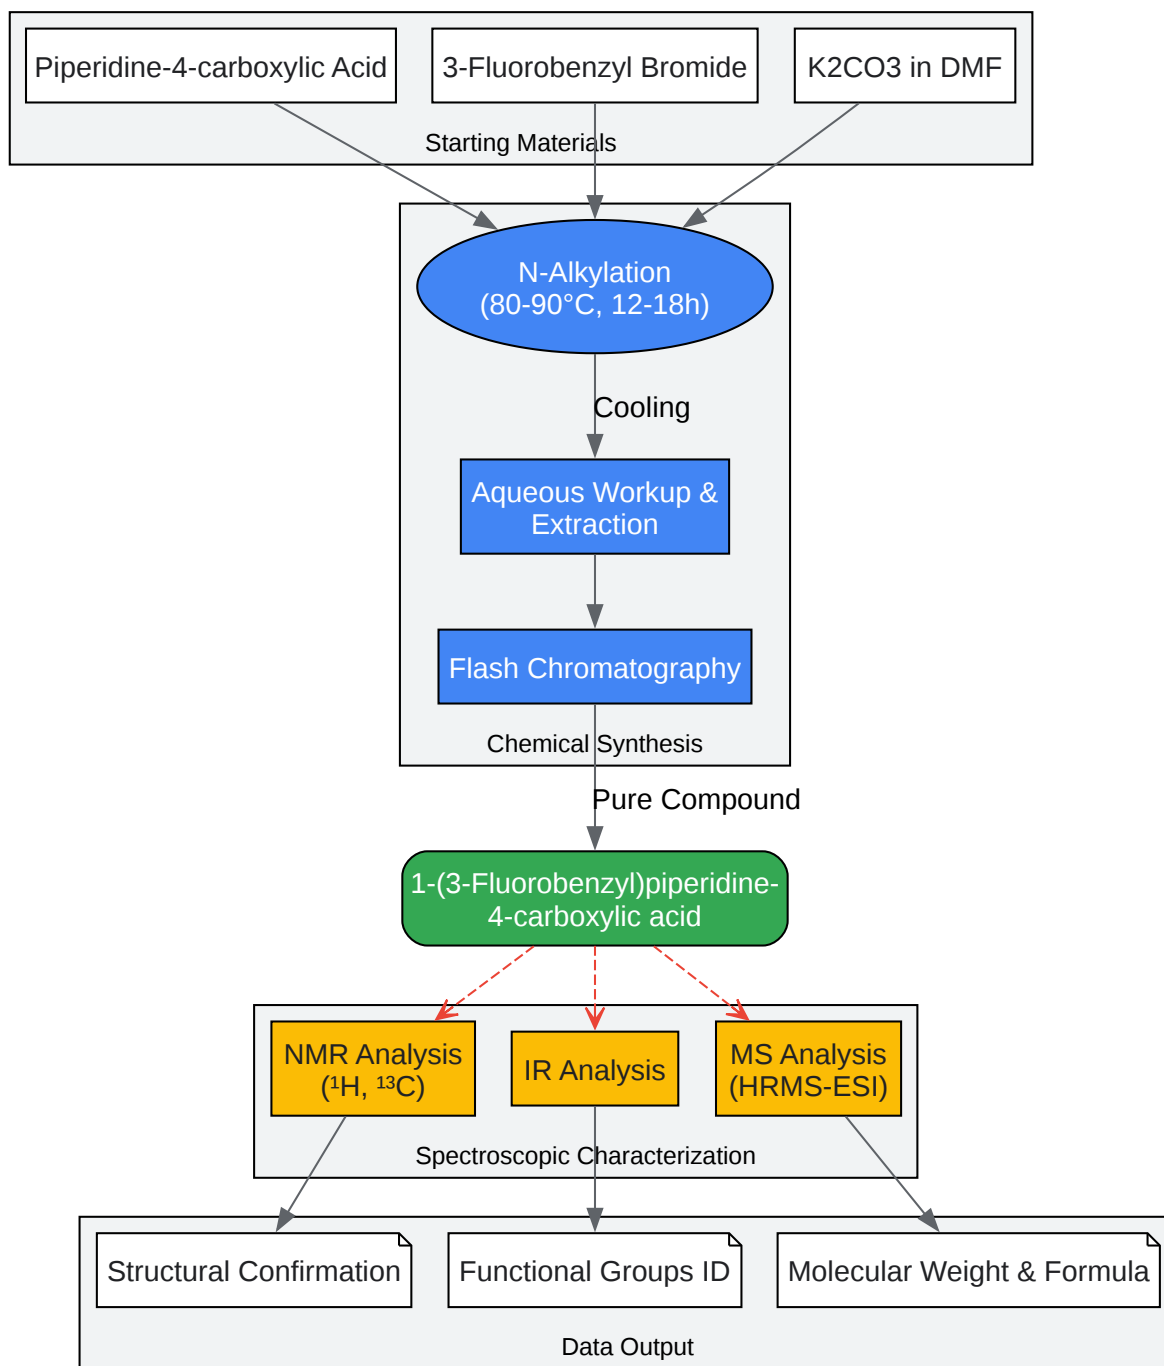 Piperidine-4-carboxylic Acid
3-Fluorobenzyl Bromide
K2CO3 in DMF
Starting Materials
N-Alkylation
(80-90°C, 12-18h)
Cooling
Aqueous Workup &
Extraction
Flash Chromatography
Chemical Synthesis
Pure Compound
1-(3-Fluorobenzyl)piperidine-
4-carboxylic acid
NMR Analysis
(¹H, ¹³C)
IR Analysis
MS Analysis
(HRMS-ESI)
Spectroscopic Characterization
Structural Confirmation
Functional Groups ID
Molecular Weight & Formula
Data Output